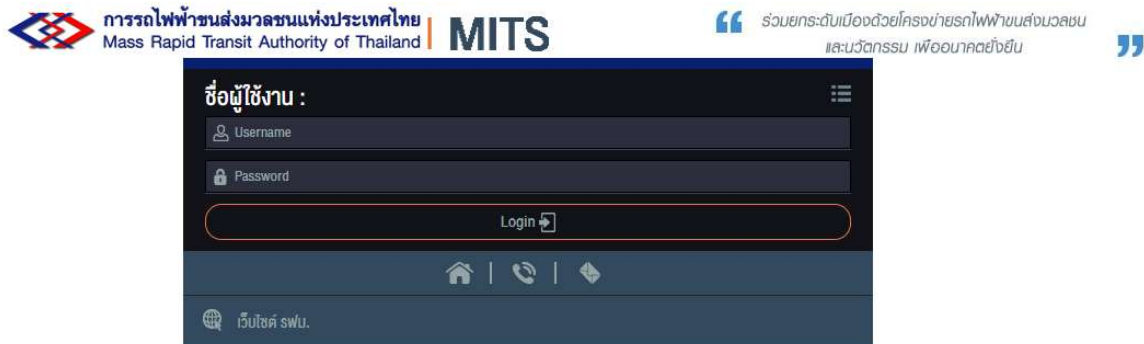 การรถไฟฟ้าขนส่งมวลชนแห่งประเทศไทย
Mass Rapid Transit Authority of Thailand
MITS
“ ร่วมยกระดับเมืองด้วยโครงข่ายรถไฟฟ้าขนส่งมวลชน
และนวัตกรรม เพื่ออนาคตยั่งยืน ”
ชื่อผู้ใช้งาน :
Username
Password
Login
เว็บไซต์ รฟม.